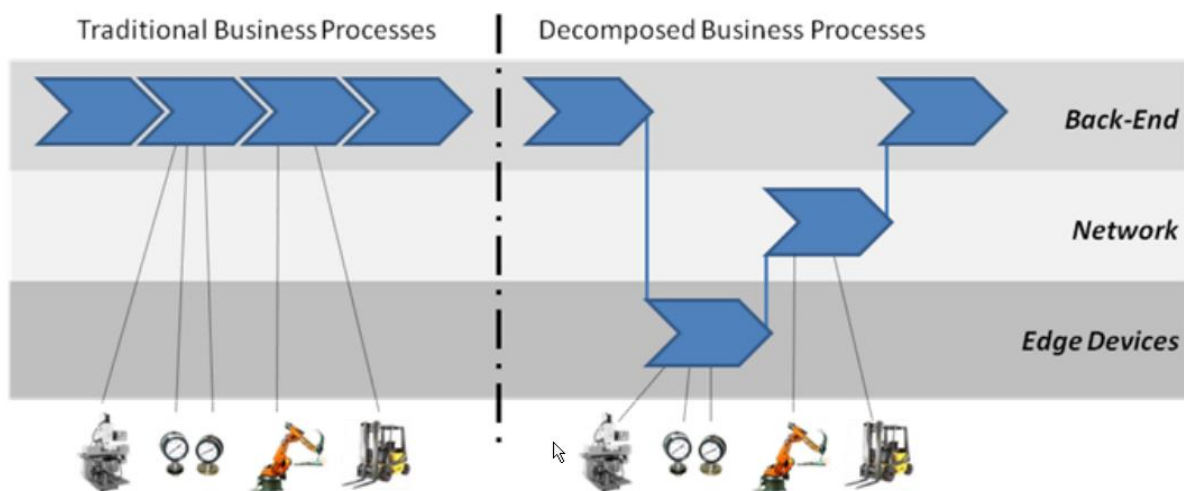 Traditional Business Processes
Decomposed Business Processes
Back-End
Network
Edge Devices